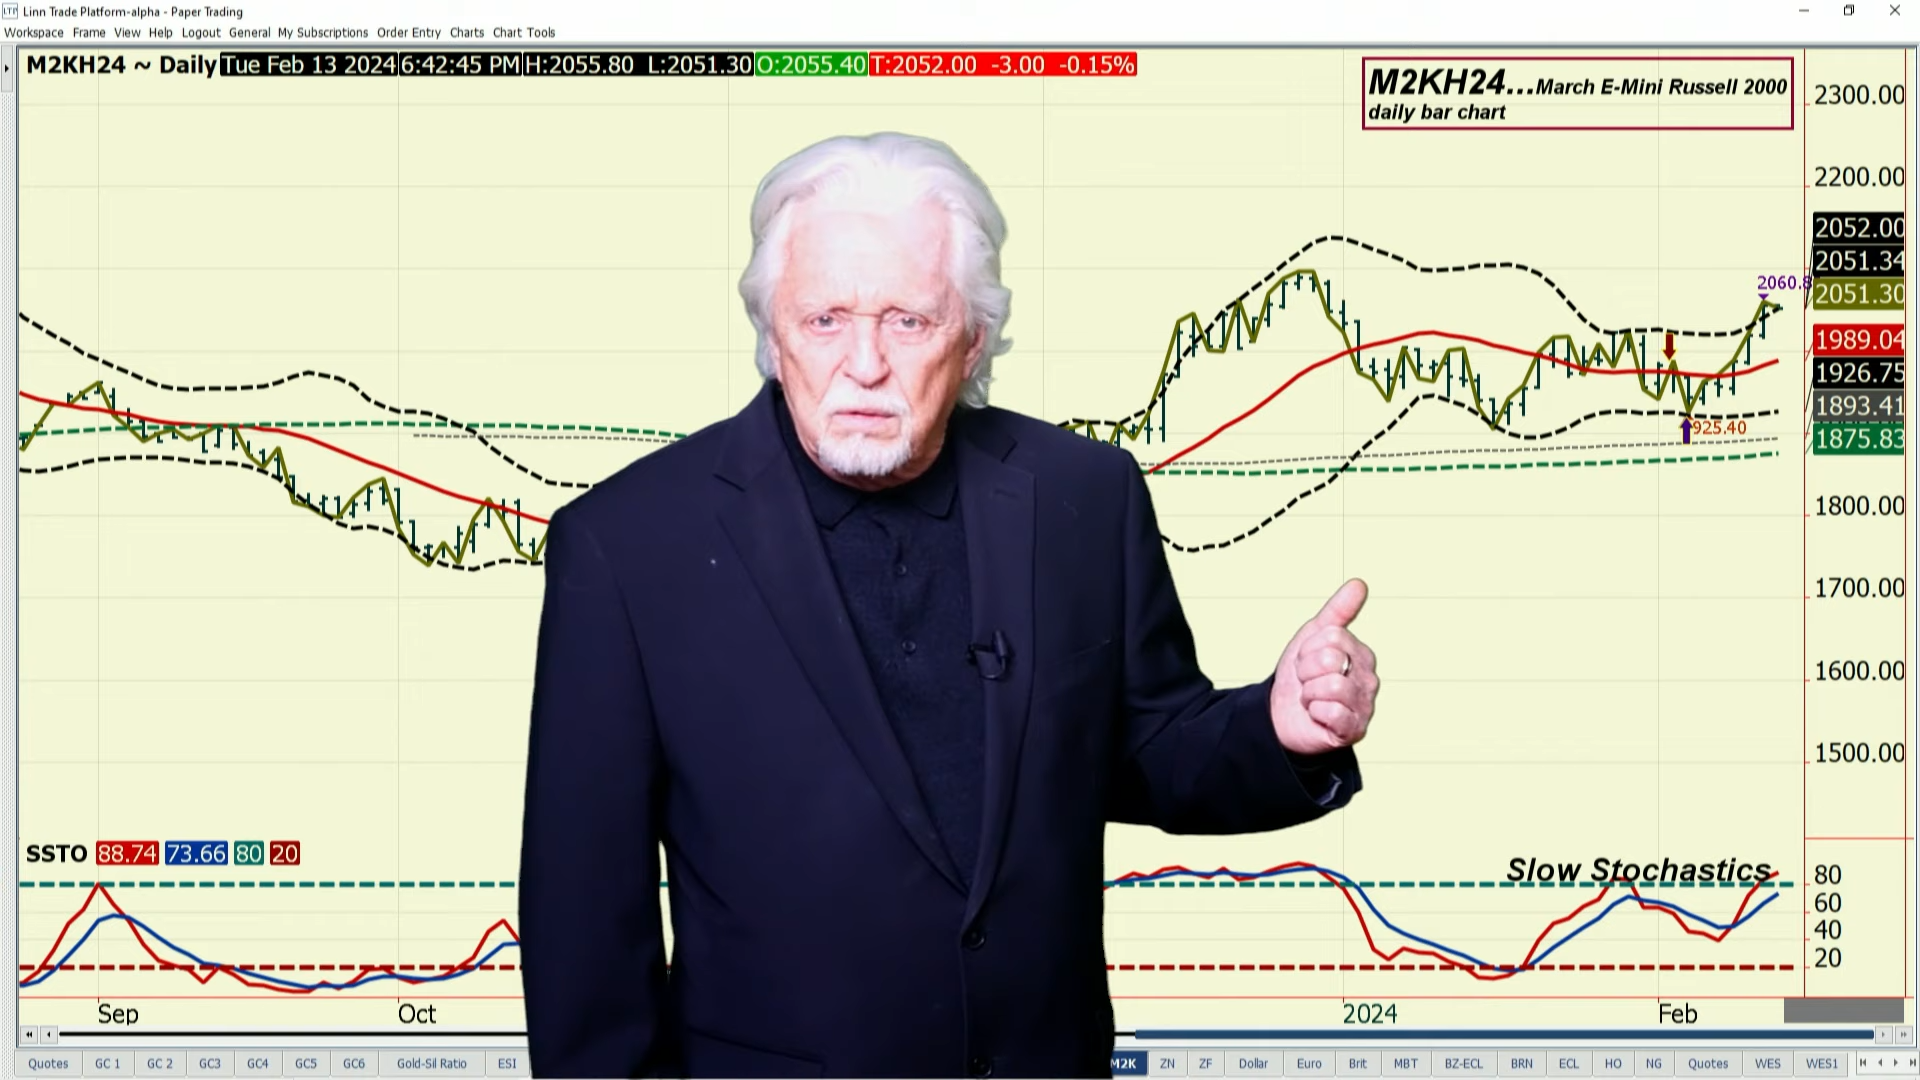 LTP Linn Trade Platform-alpha - Paper Trading
Workspace Frame View Help Logout General My Subscriptions Order Entry Charts Chart Tools
M2KH24 ~ Daily Tue Feb 13 2024 6:42:45 PM H:2055.80 L:2051.30 O:2055.40 T:2052.00 -3.00 -0.15%
M2KH24...March E-Mini Russell 2000
daily bar chart
2300.00
2200.00
2052.00
2051.34
2060.8
2051.30
1989.04
1926.75
1893.41
925.40
1875.83
1800.00
1700.00
1600.00
1500.00
SSTO 88.74 73.66 80 20
Slow Stochastics
80
60
40
20
Sep Oct 2024 Feb
Quotes GC 1 GC 2 GC3 GC4 GC5 GC6 Gold-Sil Ratio ESI M2K ZN ZF Dollar Euro Brit MBT BZ-ECL BRN ECL HO NG Quotes WES WES1